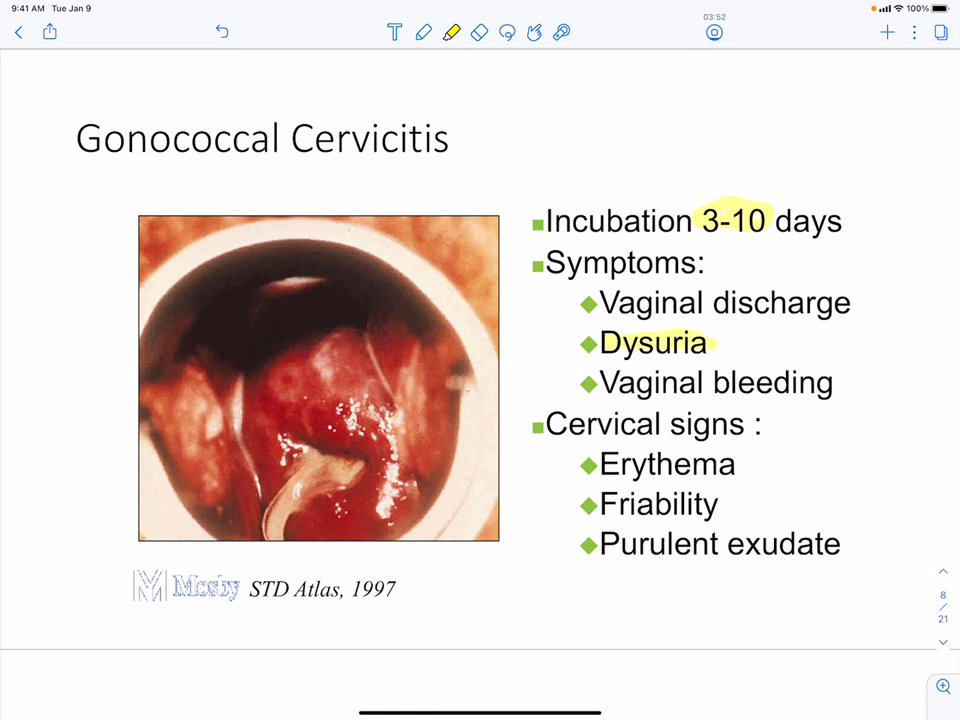 9:41 AM Tue Jan 9
100%
03:52
Gonococcal Cervicitis
Incubation 3-10 days
Symptoms:
Vaginal discharge
Dysuria
Vaginal bleeding
Cervical signs :
Erythema
Friability
Purulent exudate
Mosby STD Atlas, 1997
8
/
21